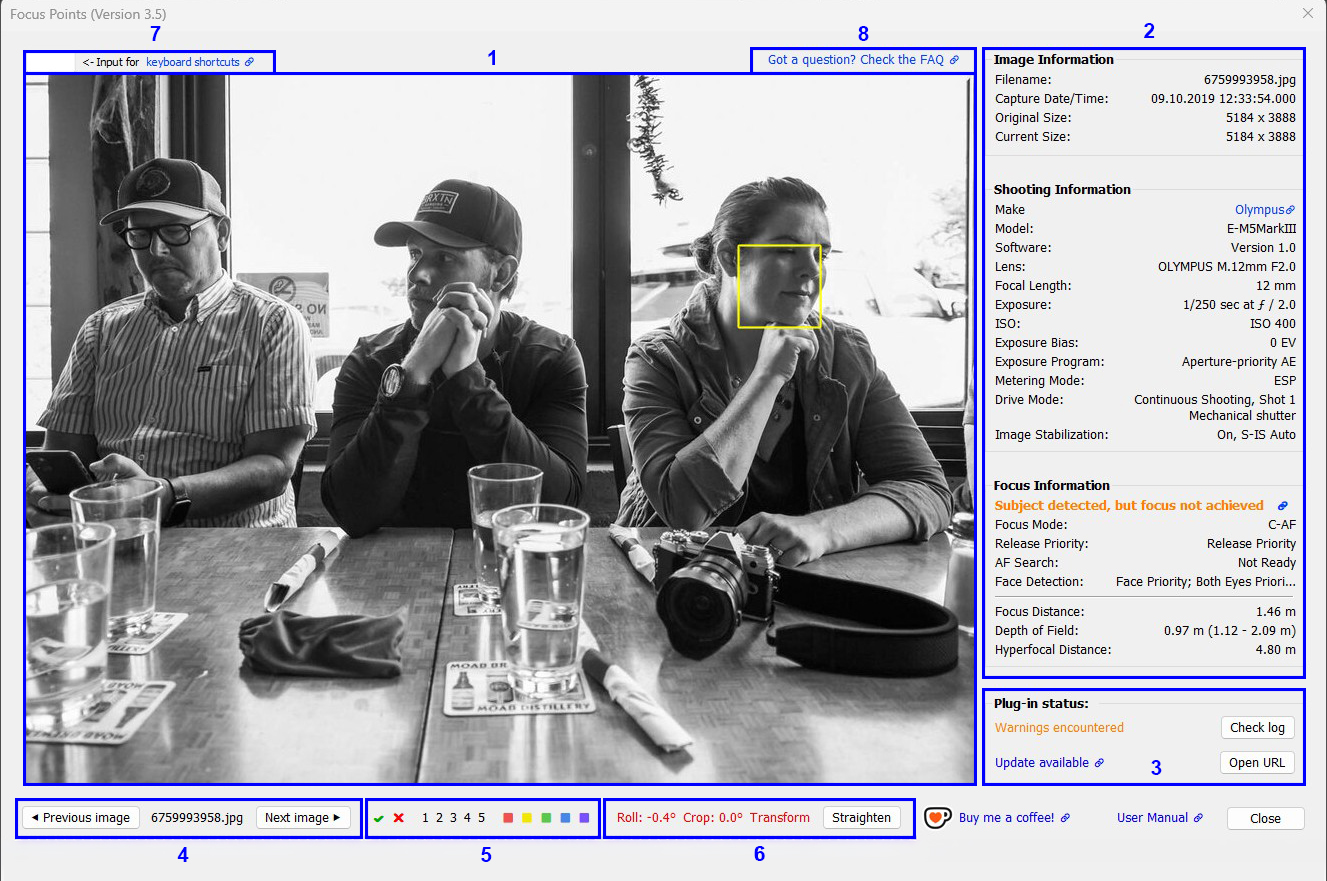 Focus Points (Version 3.5)
7
1
8
2
<- Input for keyboard shortcuts
Got a question? Check the FAQ
BRXTN
NO S
MOAB BR
MOAB DISTILLERY
Image Information
Filename: 6759993958.jpg
Capture Date/Time: 09.10.2019 12:33:54.000
Original Size: 5184 x 3888
Current Size: 5184 x 3888
Shooting Information
Make Olympus
Model: E-M5MarkIII
Software: Version 1.0
Lens: OLYMPUS M.12mm F2.0
Focal Length: 12 mm
Exposure: 1/250 sec at ƒ / 2.0
ISO: ISO 400
Exposure Bias: 0 EV
Exposure Program: Aperture-priority AE
Metering Mode: ESP
Drive Mode: Continuous Shooting, Shot 1
Mechanical shutter
Image Stabilization: On, S-IS Auto
Focus Information
Subject detected, but focus not achieved
Focus Mode: C-AF
Release Priority: Release Priority
AF Search: Not Ready
Face Detection: Face Priority; Both Eyes Priori...
Focus Distance: 1.46 m
Depth of Field: 0.97 m (1.12 - 2.09 m)
Hyperfocal Distance: 4.80 m
Plug-in status:
Warnings encountered Check log
Update available Open URL
3
Previous image 6759993958.jpg Next image
1 2 3 4 5
Roll: -0.4° Crop: 0.0° Transform Straighten
Buy me a coffee! User Manual Close
4
5
6